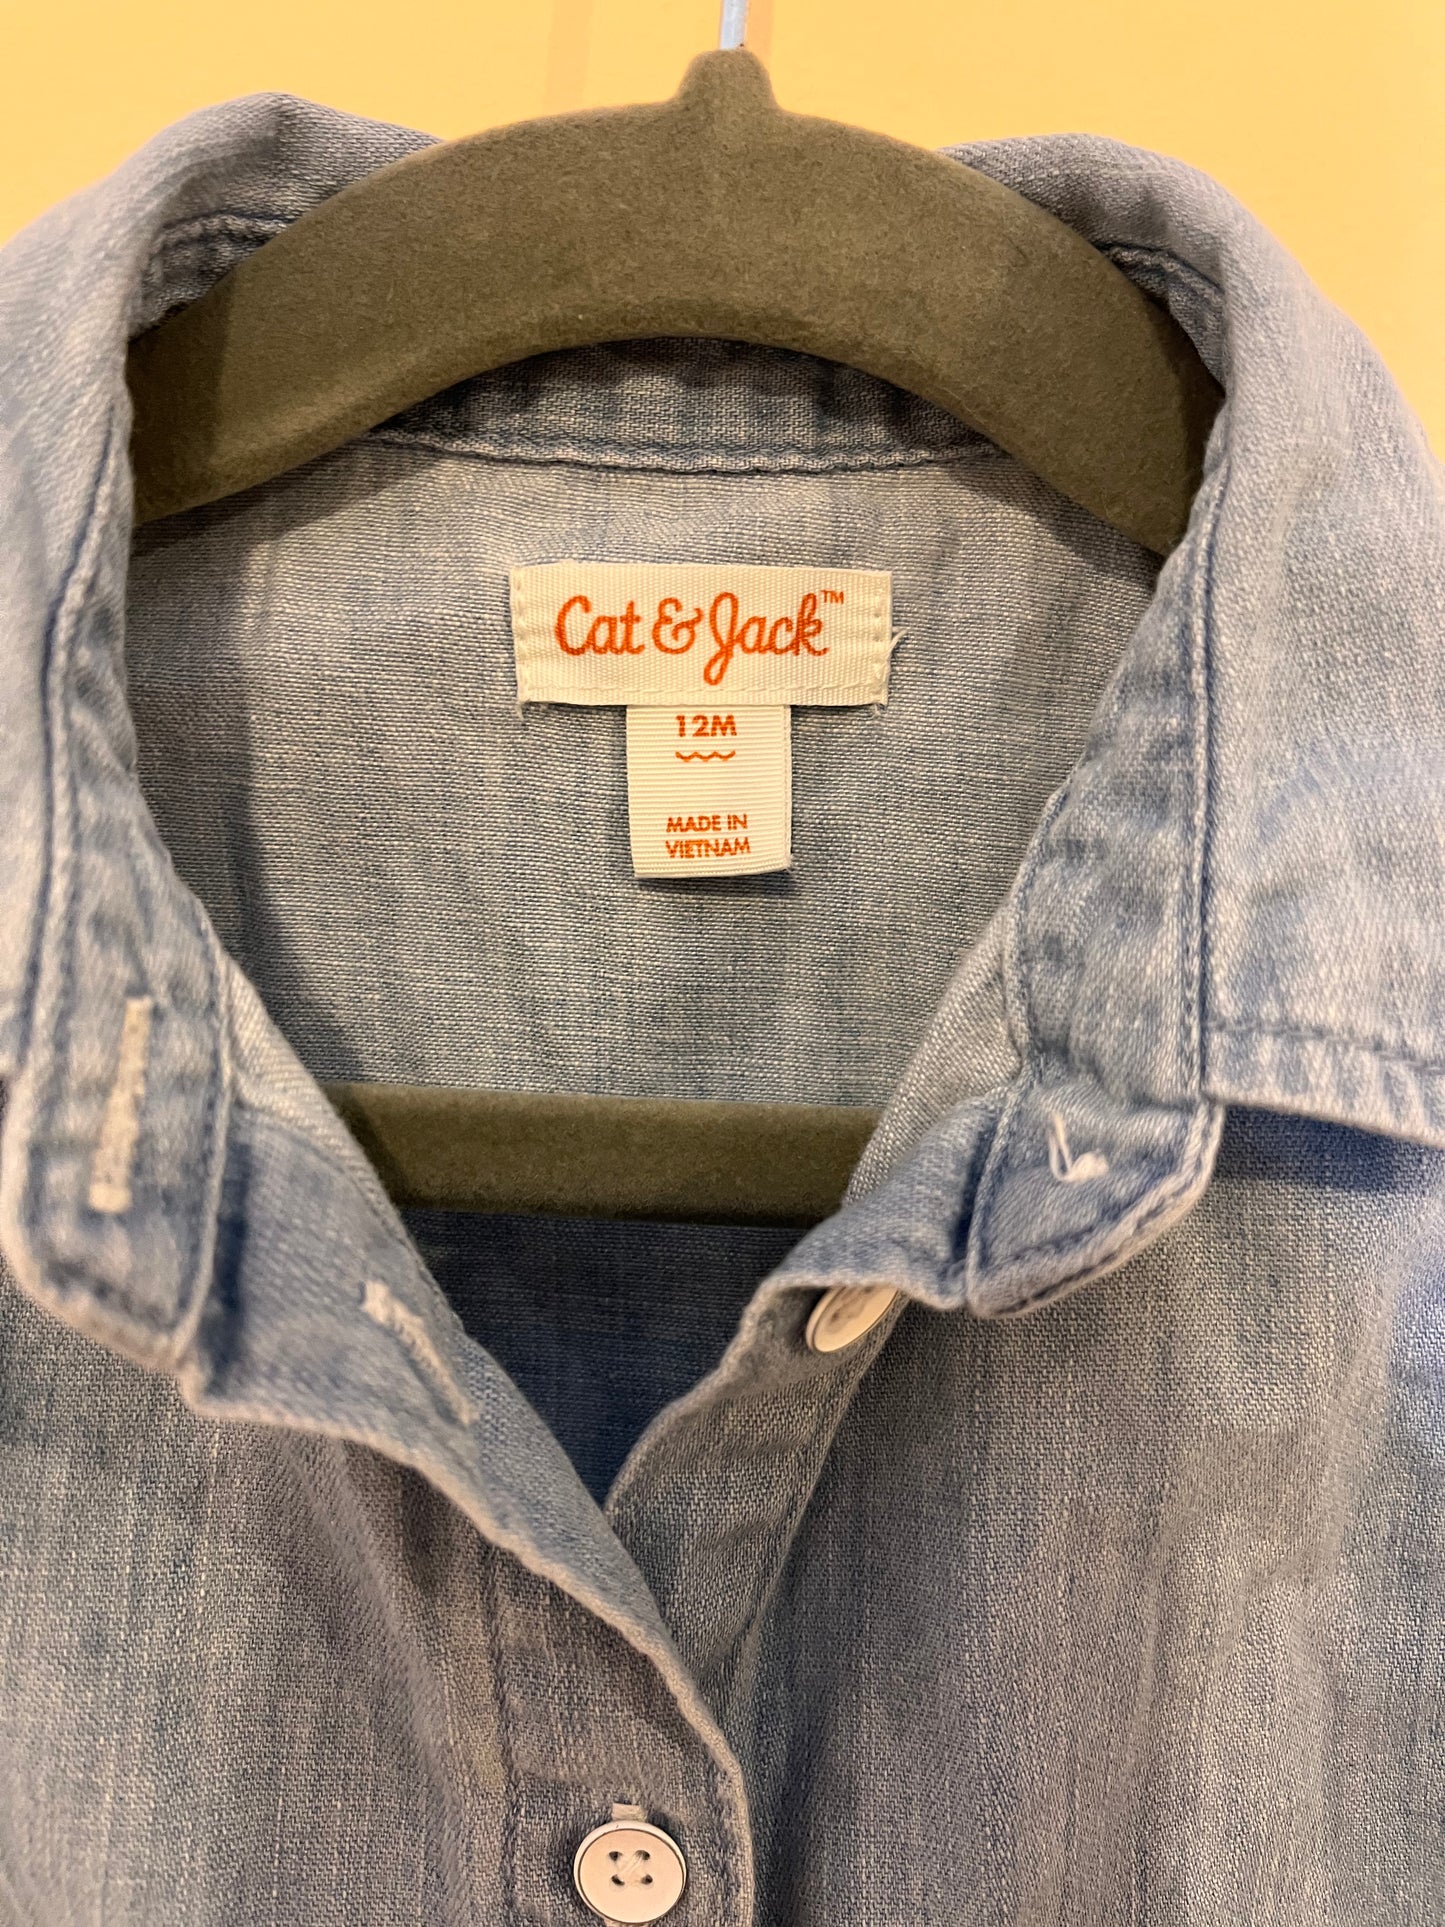 Cat & Jack™
12M
MADE IN
VIETNAM